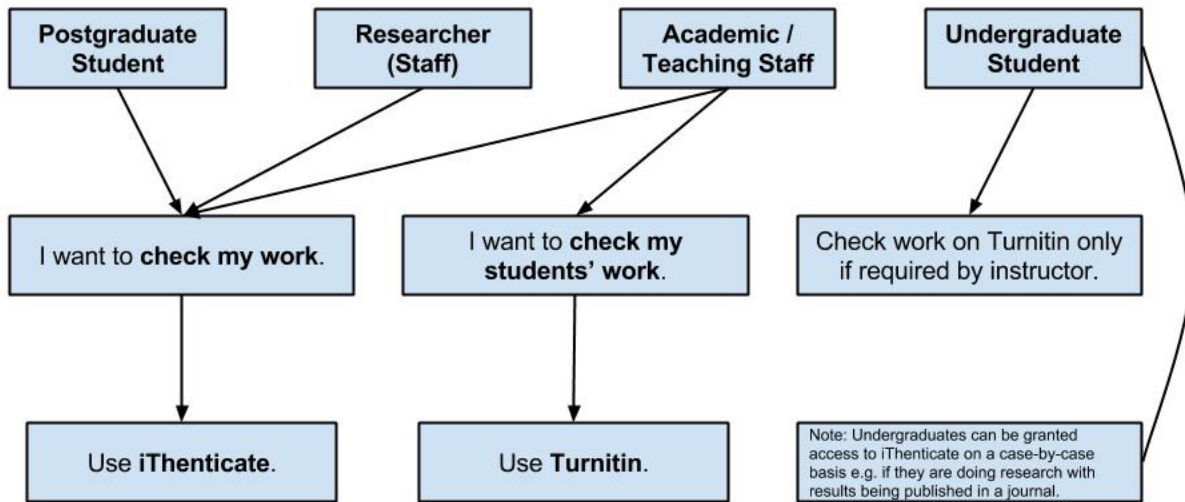 Postgraduate
Student
Researcher
(Staff)
Academic /
Teaching Staff
Undergraduate
Student
I want to check my work.
I want to check my
students’ work.
Check work on Turnitin only
if required by instructor.
Use iThenticate.
Use Turnitin.
Note: Undergraduates can be granted
access to iThenticate on a case-by-case
basis e.g. if they are doing research with
results being published in a journal.